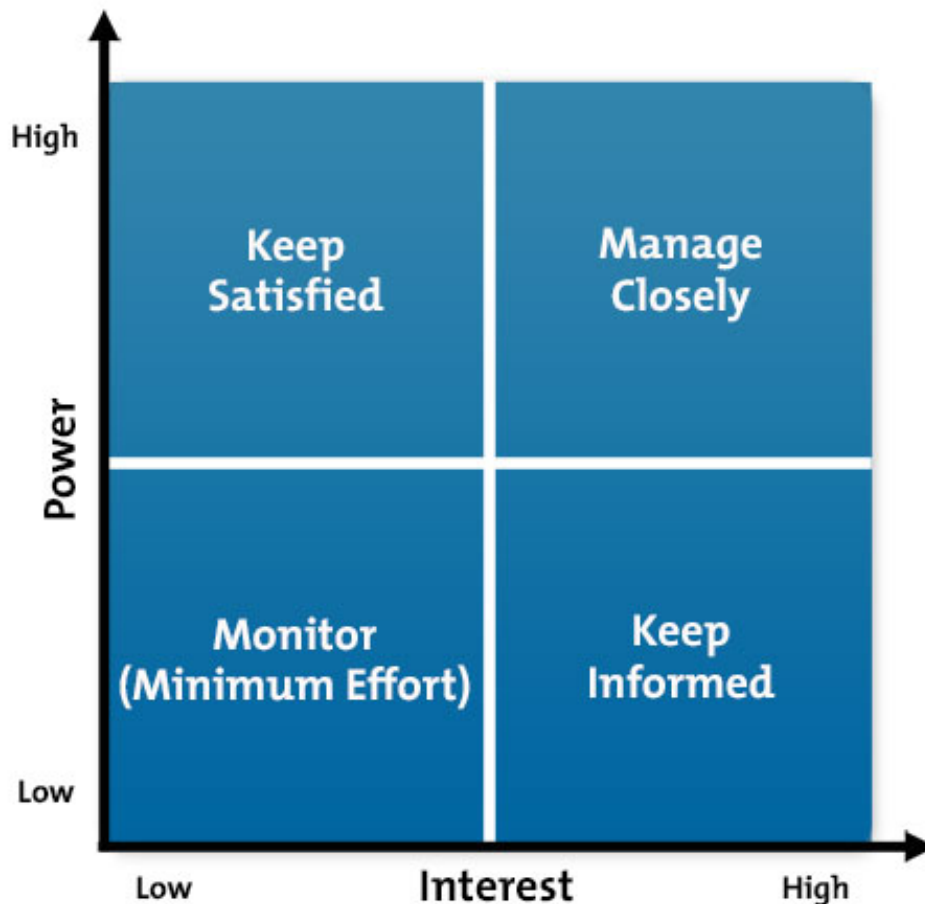 High
Keep
Satisfied
Manage
Closely
Power
Monitor
(Minimum Effort)
Keep
Informed
Low
Low
Interest
High